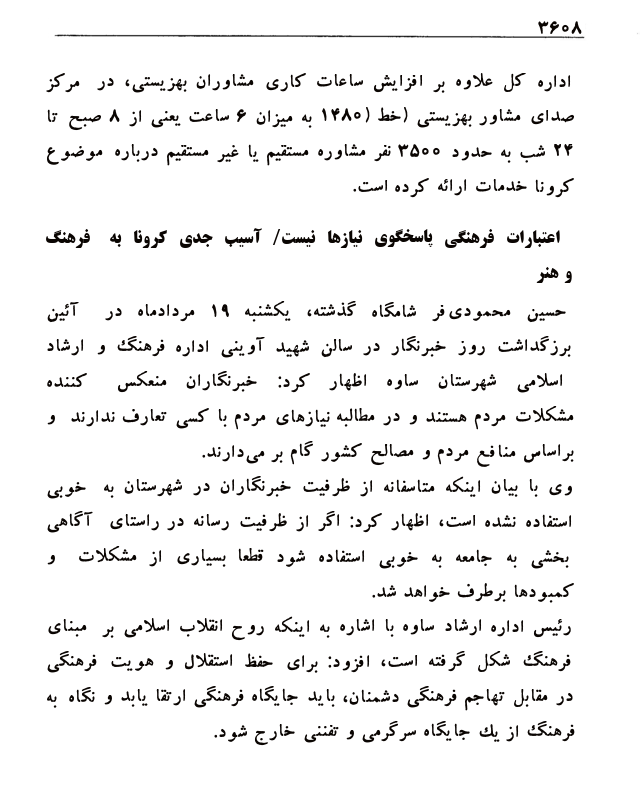 ۳۶۰۸
اداره کل علاوه بر افزایش ساعات کاری مشاوران بهزیستی، در مرکز
صدای مشاور بهزیستی (خط (۱۴۸۰ به میزان ۶ ساعت یعنی از ۸ صبح تا
۲۴ شب به حدود ۳۵۰۰ نفر مشاوره مستقیم یا غیر مستقیم درباره موضوع
کرونا خدمات ارائه کرده است.
اعتبارات فرهنگی پاسخگوی نیازها نیست/ آسیب جدی کرونا به فرهنگ
و هنر
حسین محمودی‌فر شامگاه گذشته، یکشنبه ۱۹ مردادماه در آئین
برزگداشت روز خبرنگار در سالن شهید آوینی اداره فرهنگ و ارشاد
اسلامی شهرستان ساوه اظهار کرد: خبرنگاران منعکس کننده
مشکلات مردم هستند و در مطالبه نیازهای مردم با کسی تعارف ندارند و
براساس منافع مردم و مصالح کشور گام بر می‌دارند.
وی با بیان اینکه متاسفانه از ظرفیت خبرنگاران در شهرستان به خوبی
استفاده نشده است، اظهار کرد: اگر از ظرفیت رسانه در راستای آگاهی
بخشی به جامعه به خوبی استفاده شود قطعا بسیاری از مشکلات و
کمبودها برطرف خواهد شد.
رئیس اداره ارشاد ساوه با اشاره به اینکه روح انقلاب اسلامی بر مبنای
فرهنگ شکل گرفته است، افزود: برای حفظ استقلال و هویت فرهنگی
در مقابل تهاجم فرهنگی دشمنان، باید جایگاه فرهنگی ارتقا یابد و نگاه به
فرهنگ از یك جایگاه سرگرمی و تفننی خارج شود.